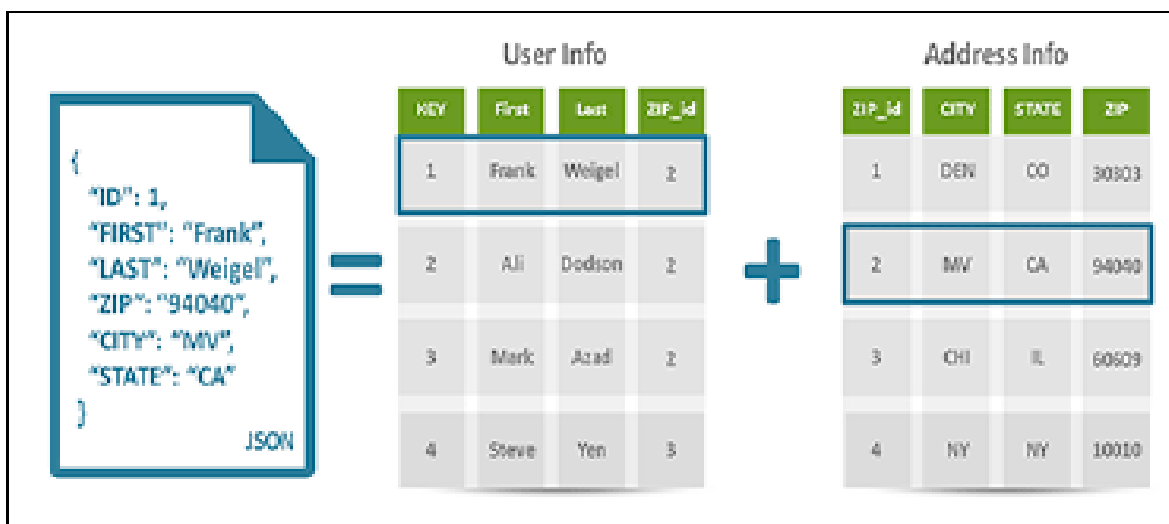 {
"ID": 1,
"FIRST": "Frank",
"LAST": "Weigel",
"ZIP": "94040",
"CITY": "MV",
"STATE": "CA"
}
JSON
=
User Info
KEY First Last ZIP_id
1 Frank Weigel 2
2 Ali Dodson 2
3 Mark Azad 2
4 Steve Yen 3
+
Address Info
ZIP_id CITY STATE ZIP
1 DEN CO 30303
2 MV CA 94040
3 CHI IL 60609
4 NY NY 10010